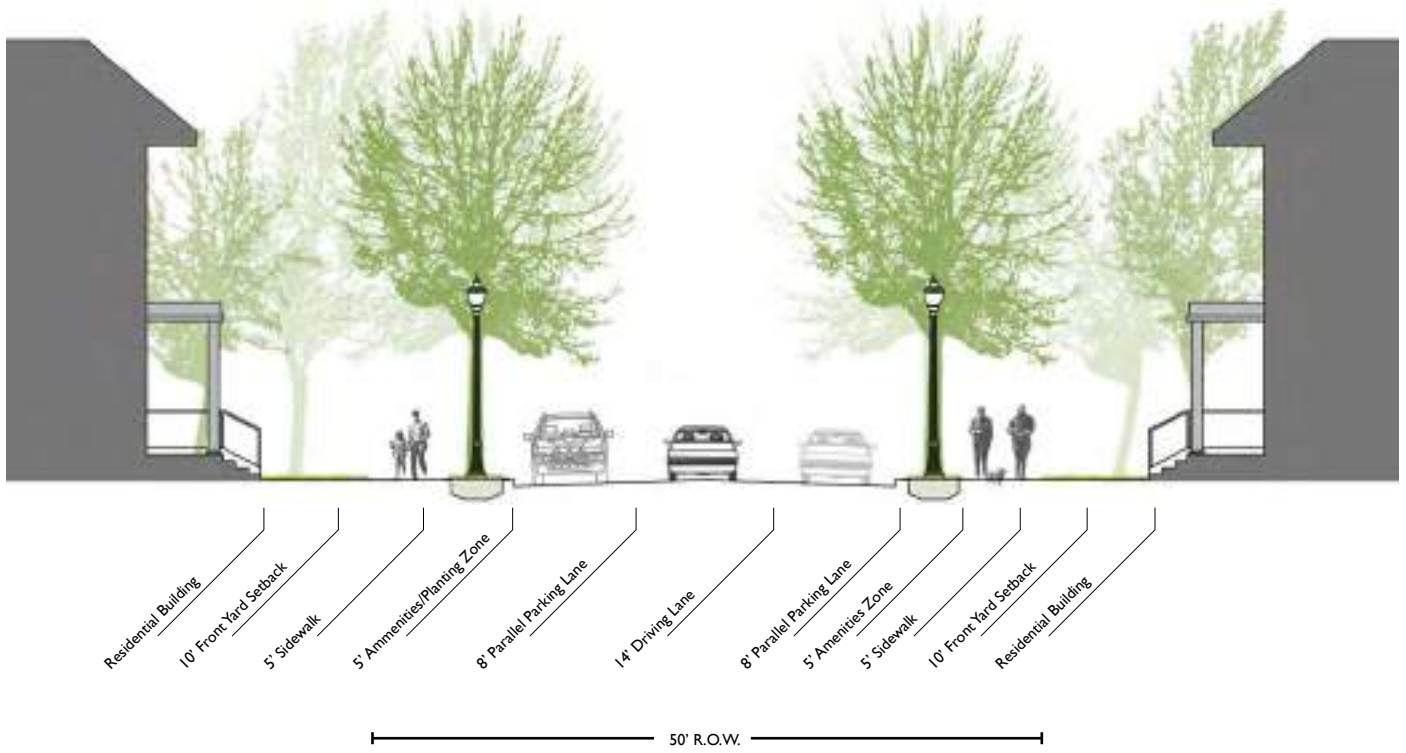 Residential Building
10' Front Yard Setback
5' Sidewalk
5' Ammenities/Planting Zone
8' Parallel Parking Lane
14' Driving Lane
8' Parallel Parking Lane
5' Amenities Zone
5' Sidewalk
10' Front Yard Setback
Residential Building
50' R.O.W.